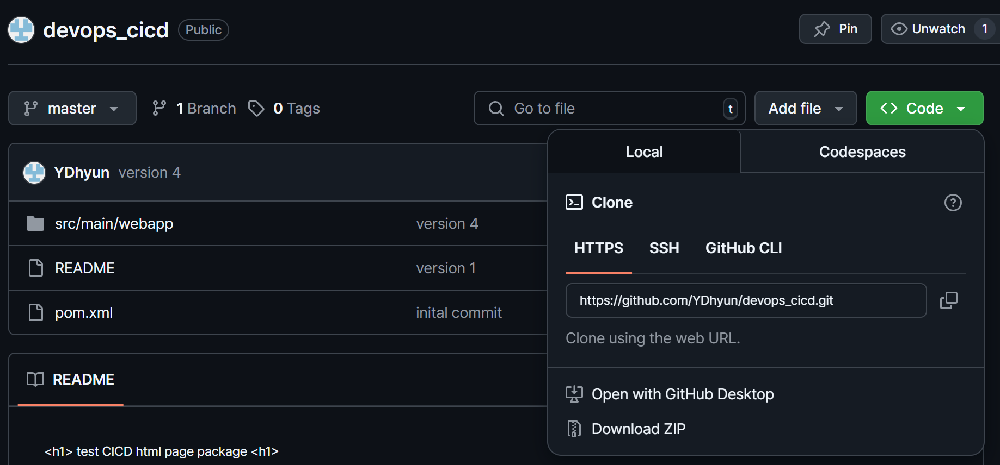 devops_cicd Public Pin Unwatch 1
master 1 Branch 0 Tags Go to file t Add file Code
Local Codespaces
YDhyun version 4
Clone
src/main/webapp version 4
HTTPS SSH GitHub CLI
README version 1
https://github.com/YDhyun/devops_cicd.git
pom.xml inital commit
Clone using the web URL.
README
Open with GitHub Desktop
Download ZIP
<h1> test CICD html page package <h1>